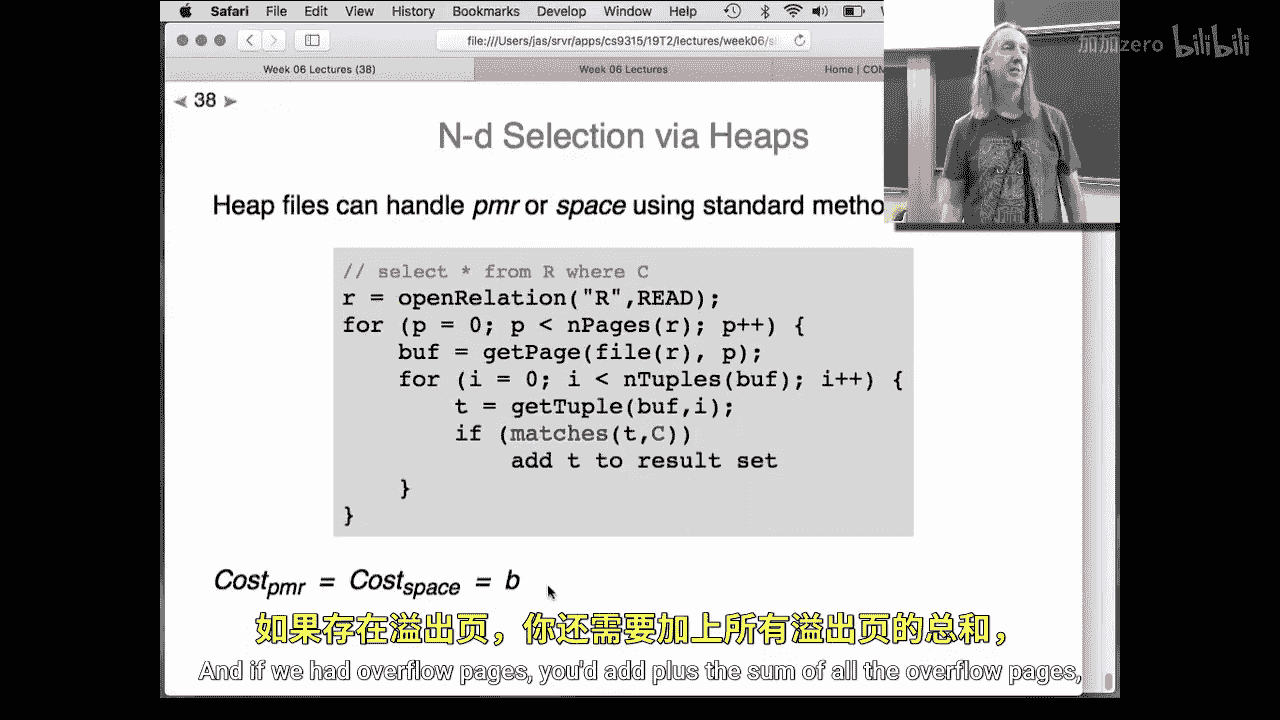 Safari File Edit View History Bookmarks Develop Window Help
file:///Users/jas/srvr/apps/cs9315/19T2/lectures/week06/
Week 06 Lectures (38) Week 06 Lectures Home |
加加zero bilibili
38
N-d Selection via Heaps
Heap files can handle pmr or space using standard metho
// select * from R where C
r = openRelation("R",READ);
for (p = 0; p < nPages(r); p++) {
buf = getPage(file(r), p);
for (i = 0; i < nTuples(buf); i++) {
t = getTuple(buf,i);
if (matches(t,C))
add t to result set
}
}
Cost pmr = Cost space = b
如果存在溢出页，你还需要加上所有溢出页的总和，
And if we had overflow pages, you'd add plus the sum of all the overflow pages,